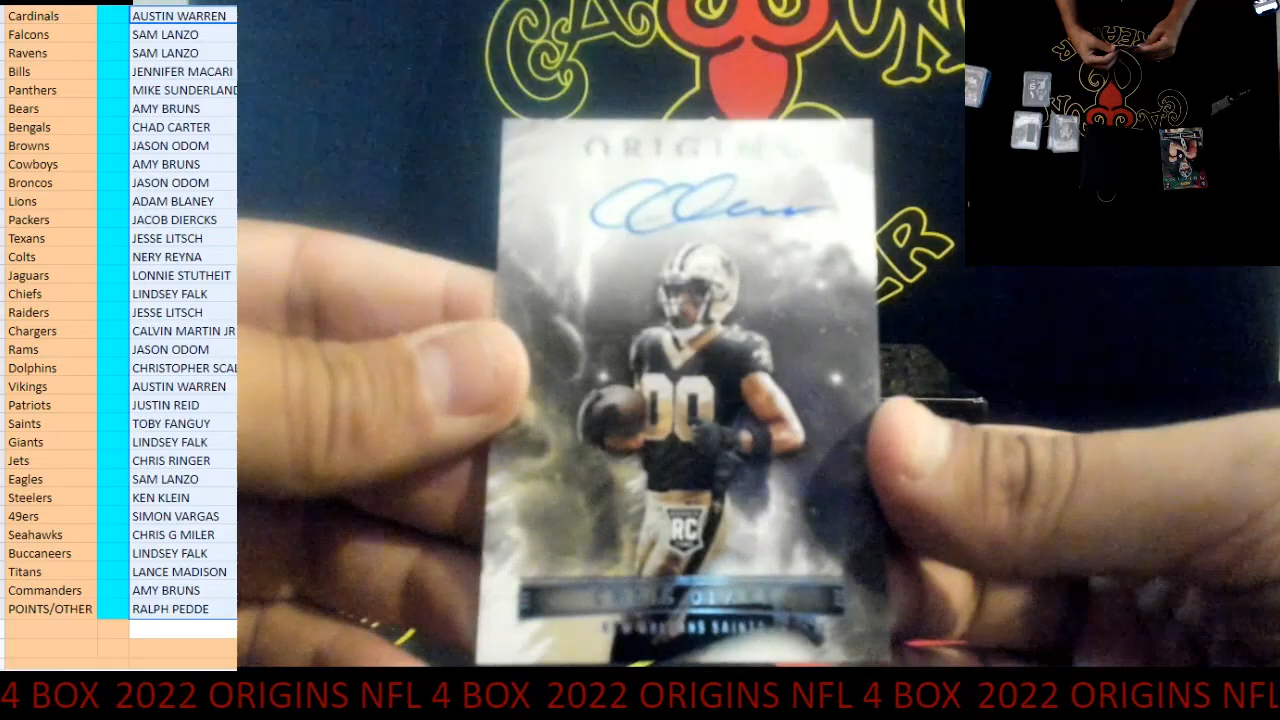 Cardinals AUSTIN WARREN
Falcons SAM LANZO
Ravens SAM LANZO
Bills JENNIFER MACARI
Panthers MIKE SUNDERLAND
Bears AMY BRUNS
Bengals CHAD CARTER
Browns JASON ODOM
Cowboys AMY BRUNS
Broncos JASON ODOM
Lions ADAM BLANEY
Packers JACOB DIERCKS
Texans JESSE LITSCH
Colts NERY REYNA
Jaguars LONNIE STUTHEIT
Chiefs LINDSEY FALK
Raiders JESSE LITSCH
Chargers CALVIN MARTIN JR
Rams JASON ODOM
Dolphins CHRISTOPHER SCAL
Vikings AUSTIN WARREN
Patriots JUSTIN REID
Saints TOBY FANGUY
Giants LINDSEY FALK
Jets CHRIS RINGER
Eagles SAM LANZO
Steelers KEN KLEIN
49ers SIMON VARGAS
Seahawks CHRIS G MILER
Buccaneers LINDSEY FALK
Titans LANCE MADISON
Commanders AMY BRUNS
POINTS/OTHER RALPH PEDDE
ORIGINS
80
RC
NEW ORLEANS SAINTS
4 BOX 2022 ORIGINS NFL 4 BOX 2022 ORIGINS NFL 4 BOX 2022 ORIGINS NFL